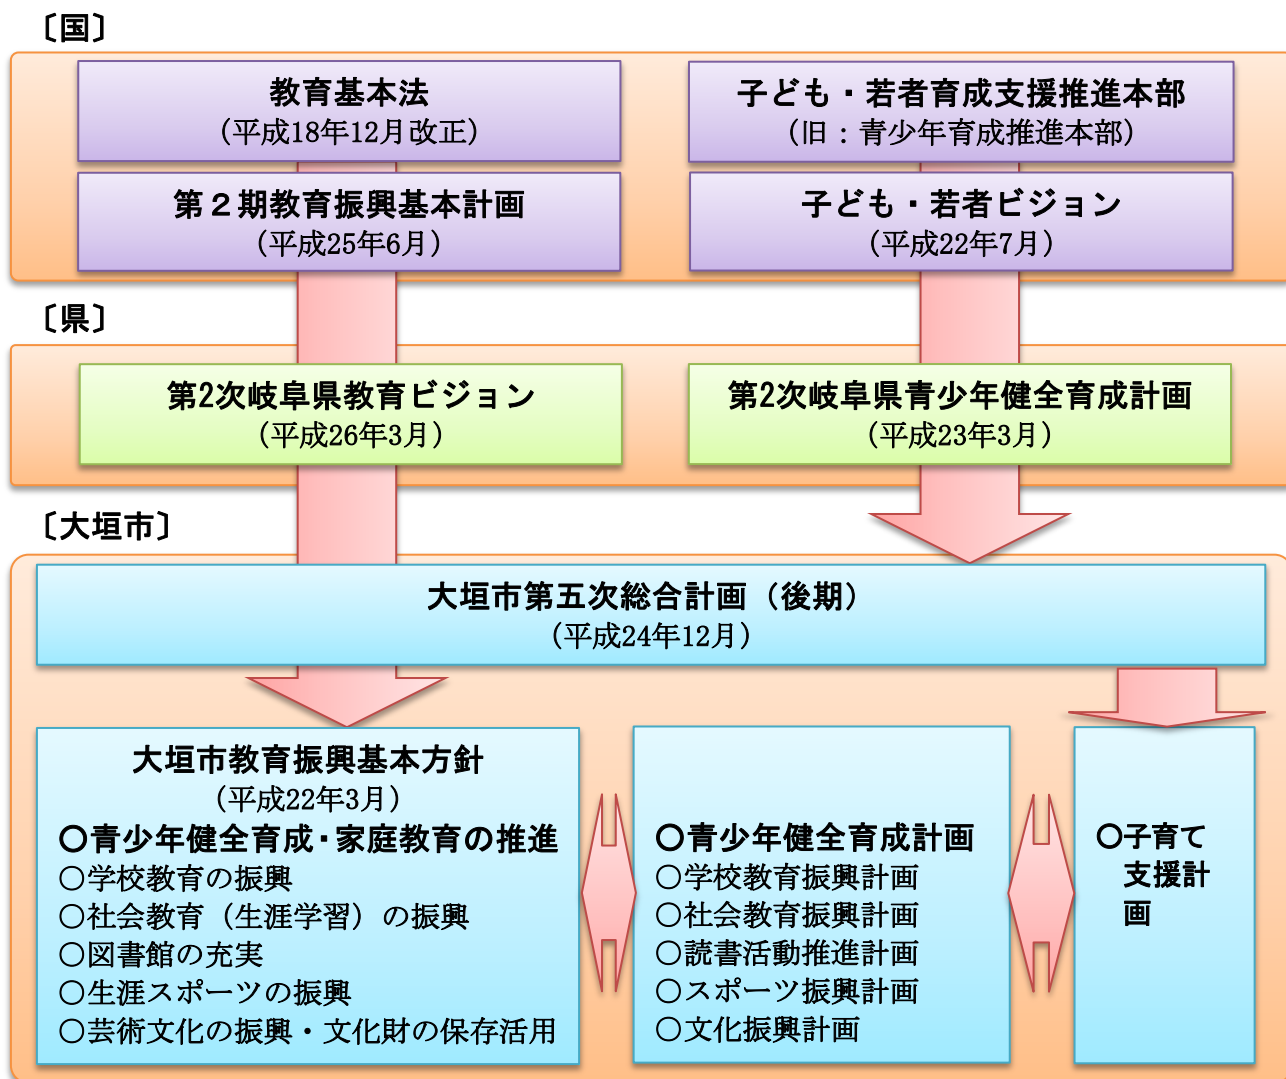 〔国〕
教育基本法
（平成18年12月改正）
子ども・若者育成支援推進本部
（旧：青少年育成推進本部）
第２期教育振興基本計画
（平成25年6月）
子ども・若者ビジョン
（平成22年7月）
〔県〕
第2次岐阜県教育ビジョン
（平成26年3月）
第2次岐阜県青少年健全育成計画
（平成23年3月）
〔大垣市〕
大垣市第五次総合計画（後期）
（平成24年12月）
大垣市教育振興基本方針
（平成22年3月）
○青少年健全育成・家庭教育の推進
○学校教育の振興
○社会教育（生涯学習）の振興
○図書館の充実
○生涯スポーツの振興
○芸術文化の振興・文化財の保存活用
○青少年健全育成計画
○学校教育振興計画
○社会教育振興計画
○読書活動推進計画
○スポーツ振興計画
○文化振興計画
○子育て
支援計
画